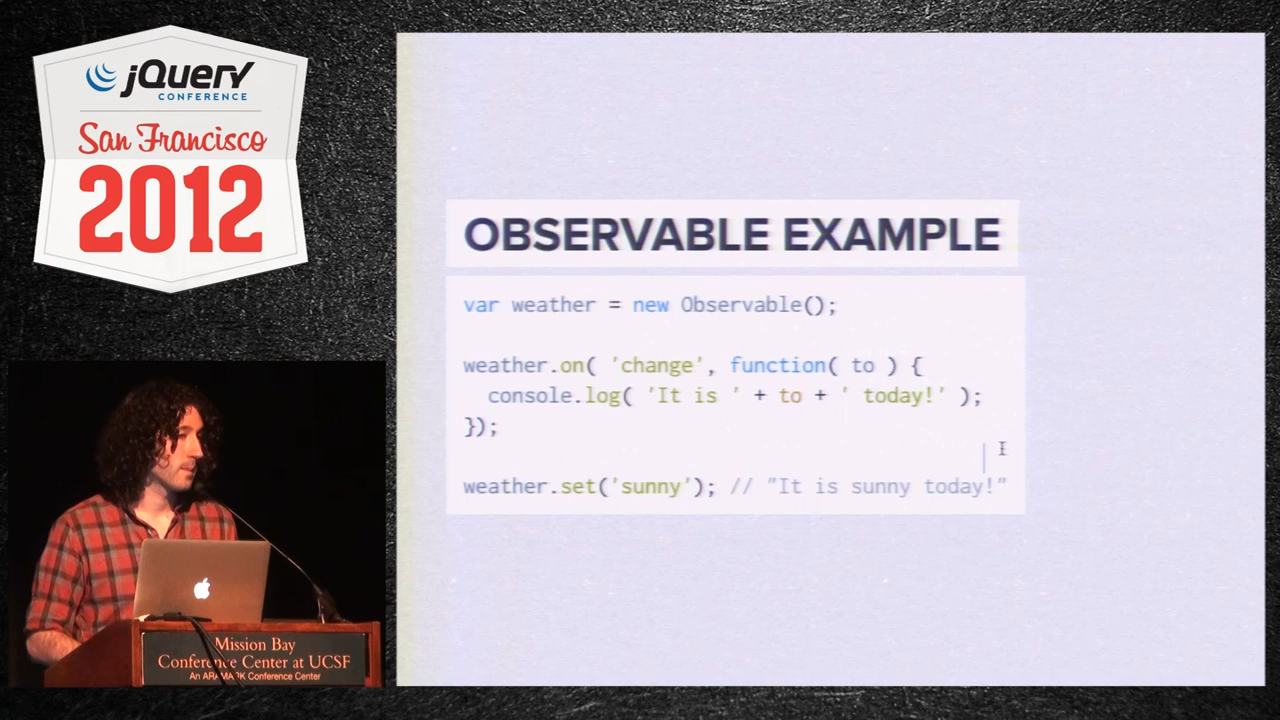 jQuery
CONFERENCE
San Francisco
2012
OBSERVABLE EXAMPLE
var weather = new Observable();
weather.on( 'change', function( to ) {
console.log( 'It is ' + to + ' today!' );
});
weather.set('sunny'); // "It is sunny today!"
Mission Bay
Conference Center at UCSF
An ARAMARK Conference Center